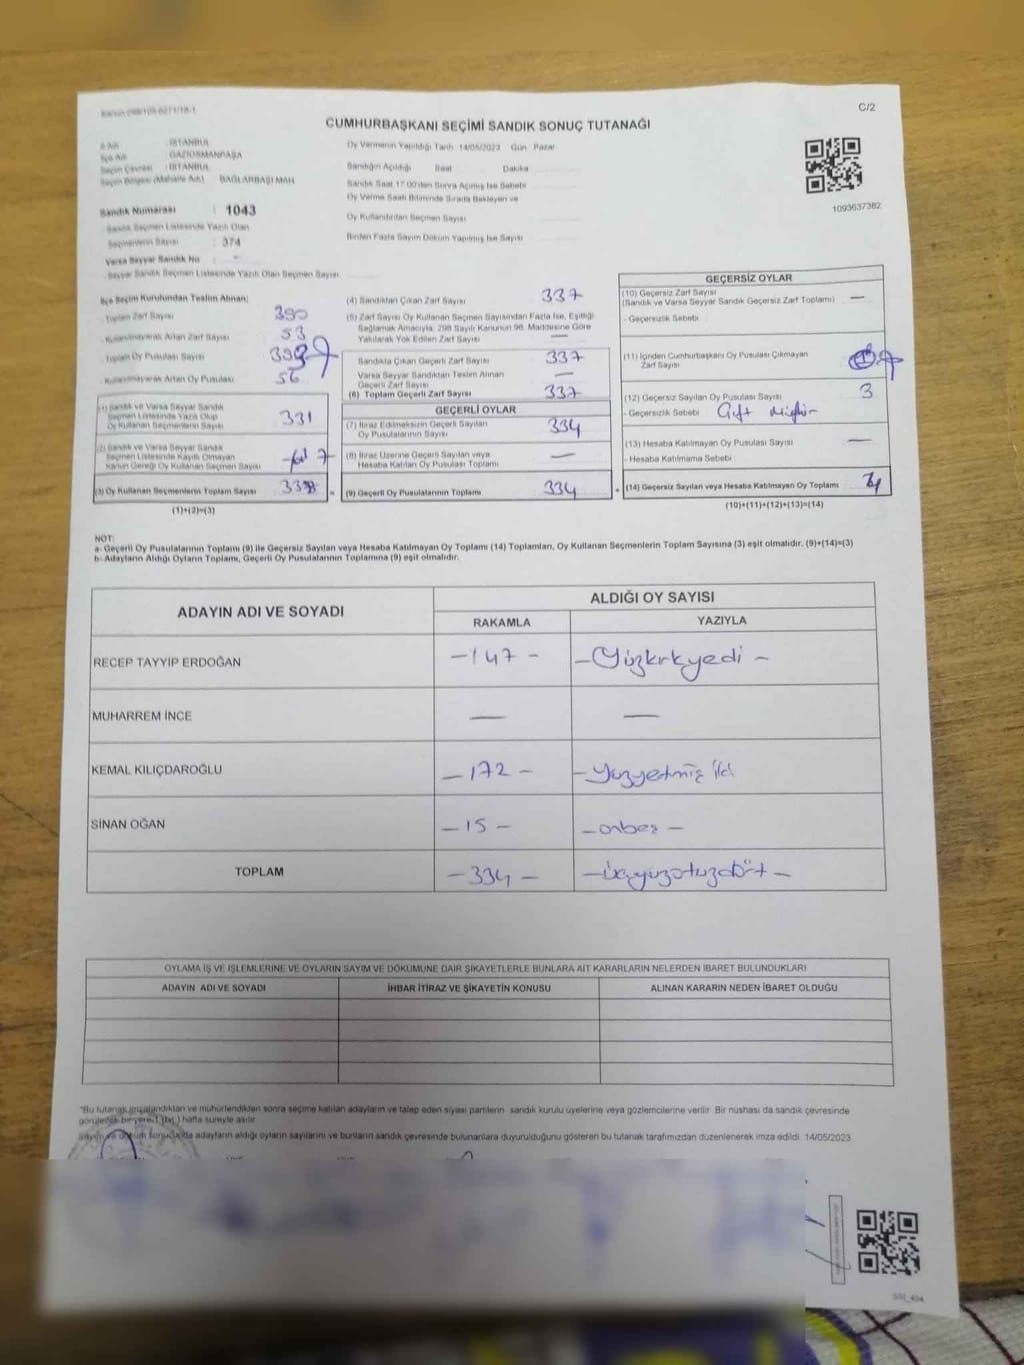 C/2
CUMHURBAŞKANI SEÇİMİ SANDIK SONUÇ TUTANAĞI
İl Adı : İSTANBUL
İlçe Adı : GAZİOSMANPAŞA
Seçim Çevresi : İSTANBUL
Seçim Bölgesi (Mahalle Adı) : BAĞLARBAŞI MAH
Sandık Numarası : 1043
Sandık Seçmen Listesinde Yazılı Olan
Seçmenlerin Sayısı : 374
Varsa Seyyar Sandık No : -
Seyyar Sandık Seçmen Listesinde Yazılı Olan Seçmen Sayısı
Oy Vermenin Yapıldığı Tarih 14/05/2023 Gün Pazar
Sandığın Açıldığı Saat Dakika
Sandık Saat 17:00'den Sonra Açılmış İse Sebebi
Oy Verme Saati Bitiminde Sırada Bekleyen ve
Oy Kullandırılan Seçmen Sayısı
Birden Fazla Sayım Döküm Yapılmış İse Sayısı
1093637382
İlçe Seçim Kurulundan Teslim Alınan;
- Toplam Zarf Sayısı 390
- Kullanılmayarak Artan Zarf Sayısı 53
- Toplam Oy Pusulası Sayısı
- Kullanılmayarak Artan Oy Pusulası 56
(1) Sandık ve Varsa Seyyar Sandık
Seçmen Listesinde Yazılı Olup
Oy Kullanan Seçmenlerin Sayısı 331
(2) Sandık ve Varsa Seyyar Sandık
Seçmen Listesinde Kayıtlı Olmayan
Kanun Gereği Oy Kullanan Seçmen Sayısı 7
(3) Oy Kullanan Seçmenlerin Toplam Sayısı 338
(1)+(2)=(3)
(4) Sandıktan Çıkan Zarf Sayısı 337
(5) Zarf Sayısı Oy Kullanan Seçmen Sayısından Fazla İse, Eşitliği
Sağlamak Amacıyla, 298 Sayılı Kanunun 98. Maddesine Göre
Yakılarak Yok Edilen Zarf Sayısı —
Sandıkta Çıkan Geçerli Zarf Sayısı 337
Varsa Seyyar Sandıktan Teslim Alınan
Geçerli Zarf Sayısı —
(6) Toplam Geçerli Zarf Sayısı 337
GEÇERLİ OYLAR
(7) İtiraz Edilmeksizin Geçerli Sayılan
Oy Pusulalarının Sayısı 334
(8) İtiraz Üzerine Geçerli Sayılan veya
Hesaba Katılan Oy Pusulası Toplamı —
(9) Geçerli Oy Pusulalarının Toplamı 334
GEÇERSİZ OYLAR
(10) Geçersiz Zarf Sayısı
(Sandık ve Varsa Seyyar Sandık Geçersiz Zarf Toplamı) —
- Geçersizlik Sebebi :
(11) İçinden Cumhurbaşkanı Oy Pusulası Çıkmayan
Zarf Sayısı
(12) Geçersiz Sayılan Oy Pusulası Sayısı 3
- Geçersizlik Sebebi : Çift Mühür
(13) Hesaba Katılmayan Oy Pusulası Sayısı —
- Hesaba Katılmama Sebebi :
(14) Geçersiz Sayılan veya Hesaba Katılmayan Oy Toplamı
(10)+(11)+(12)+(13)=(14)
NOT:
a- Geçerli Oy Pusulalarının Toplamı (9) ile Geçersiz Sayılan veya Hesaba Katılmayan Oy Toplamı (14) Toplamları, Oy Kullanan Seçmenlerin Toplam Sayısına (3) eşit olmalıdır. (9)+(14)=(3)
b- Adayların Aldığı Oyların Toplamı, Geçerli Oy Pusulalarının Toplamına (9) eşit olmalıdır.
ADAYIN ADI VE SOYADI
ALDIĞI OY SAYISI
RAKAMLA YAZIYLA
RECEP TAYYİP ERDOĞAN -147- -Yüzkırkyedi-
MUHARREM İNCE — —
KEMAL KILIÇDAROĞLU -172- -Yüzyetmiş iki
SİNAN OĞAN -15- -onbeş-
TOPLAM -334- -üçyüzotuzdört-
OYLAMA İŞ VE İŞLEMLERİNE VE OYLARIN SAYIM VE DÖKÜMÜNE DAİR ŞİKAYETLERLE BUNLARA AİT KARARLARIN NELERDEN İBARET BULUNDUKLARI
ADAYIN ADI VE SOYADI İHBAR İTİRAZ VE ŞİKAYETİN KONUSU ALINAN KARARIN NEDEN İBARET OLDUĞU
*Bu tutanak imzalandıktan ve mühürlendikten sonra seçime katılan adayların ve talep eden siyasi partilerin sandık kurulu üyelerine veya gözlemcilerine verilir. Bir nüshası da sandık çevresinde
görülebilir bir yere 1 (bir) hafta süreyle asılır.
Sayım ve döküm sonucunda adayların aldığı oyların sayılarını ve bunların sandık çevresinde bulunanlara duyurulduğunu gösteren bu tutanak tarafımızdan düzenlenerek imza edildi. 14/05/2023